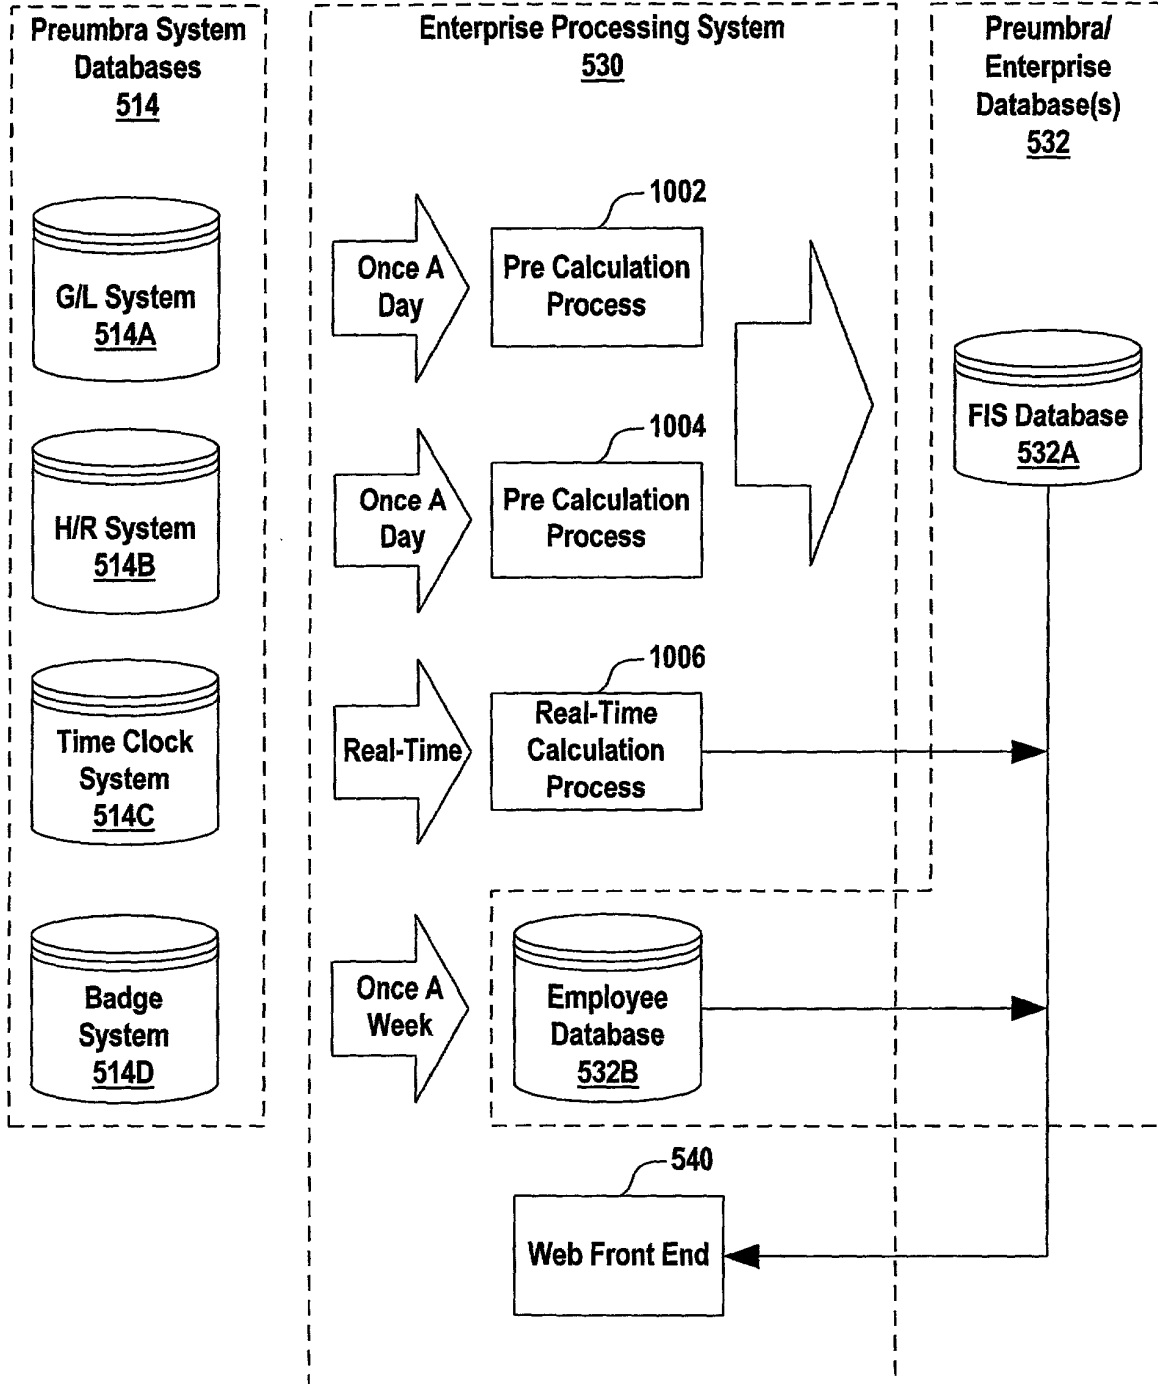 Preumbra System
Databases
514
Enterprise Processing System
530
Preumbra/
Enterprise
Database(s)
532
G/L System
514A
Once A
Day
1002
Pre Calculation
Process
FIS Database
532A
H/R System
514B
Once A
Day
1004
Pre Calculation
Process
Time Clock
System
514C
Real-Time
1006
Real-Time
Calculation
Process
Badge
System
514D
Once A
Week
Employee
Database
532B
540
Web Front End